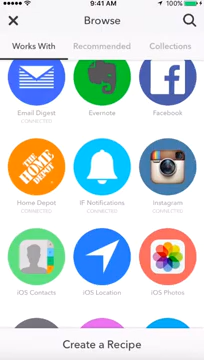 9:41 AM
100%
Browse
Works With
Recommended
Collections
Email Digest
CONNECTED
Evernote
Facebook
THE HOME DEPOT
Home Depot
CONNECTED
IF Notifications
CONNECTED
Instagram
CONNECTED
iOS Contacts
iOS Location
iOS Photos
Create a Recipe